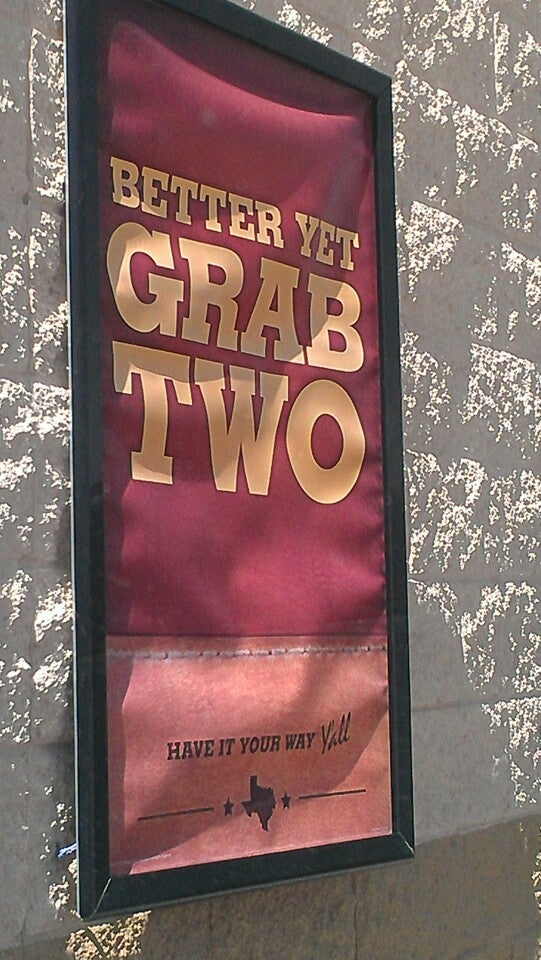 BETTER YET
GRAB
TWO
HAVE IT YOUR WAY Y'all